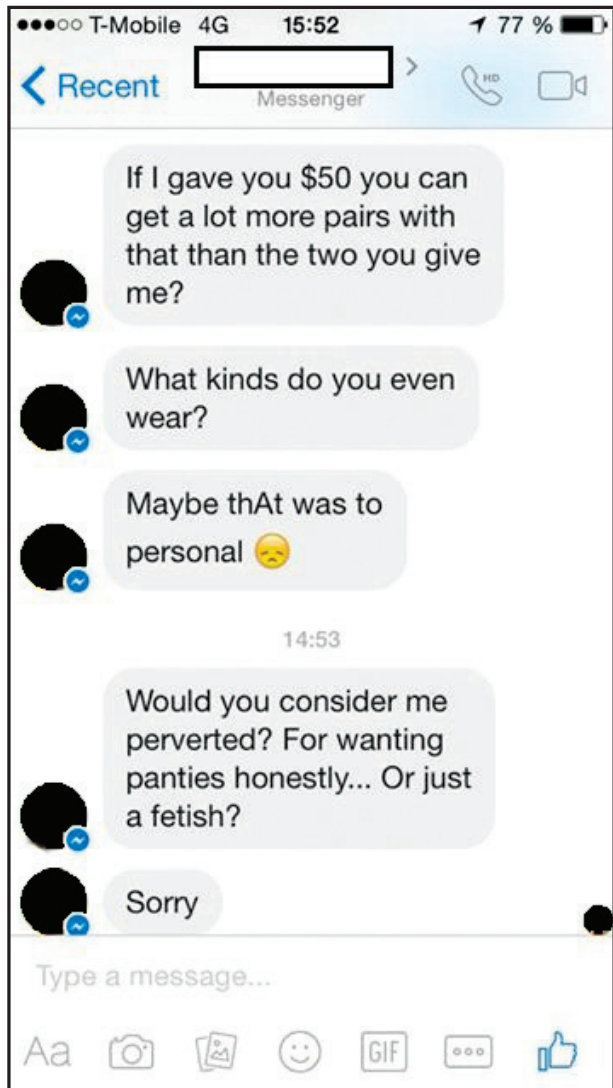 T-Mobile 4G 15:52 77 %
Recent
Messenger
HD
If I gave you $50 you can
get a lot more pairs with
that than the two you give
me?
What kinds do you even
wear?
Maybe thAt was to
personal 😞
14:53
Would you consider me
perverted? For wanting
panties honestly... Or just
a fetish?
Sorry
Type a message...
Aa GIF